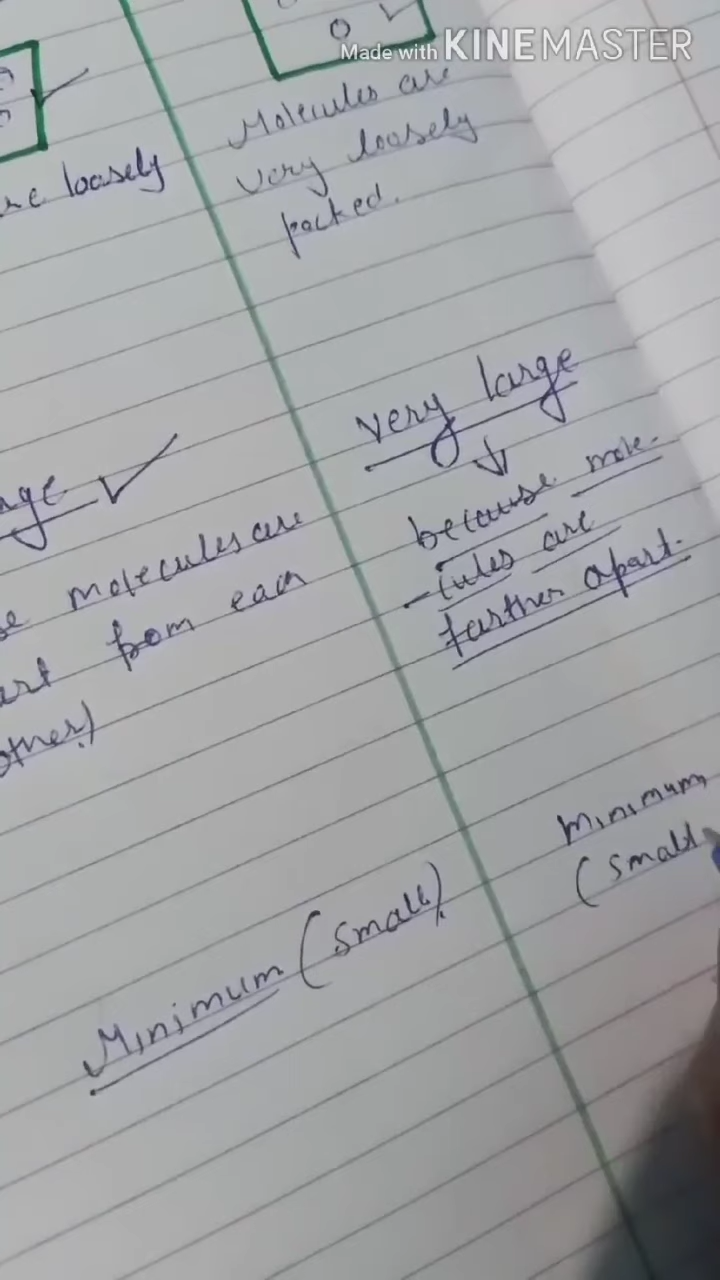 Made with KINEMASTER
loosely
Molecules are
very loosely
packed.
very large
because mole-
-cules are
farther apart.
molecules are
from each
other)
Minimum (small).
Minimum
(small